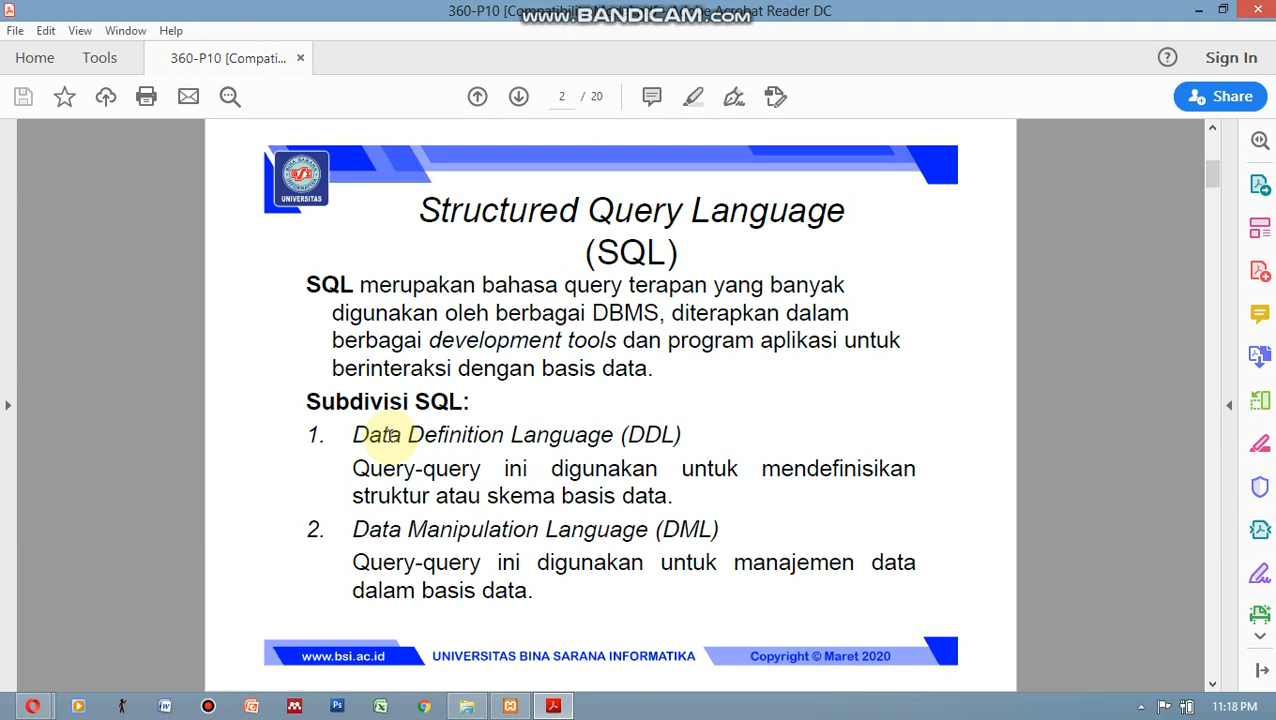 360-P10 [Compatibilit
Acrobat Reader DC
www.BANDICAM.com
File Edit View Window Help
Home Tools 360-P10 [Compati... × Sign In
2 / 20 Share
BINA SARANA
UNIVERSITAS
Structured Query Language
(SQL)
SQL merupakan bahasa query terapan yang banyak
digunakan oleh berbagai DBMS, diterapkan dalam
berbagai development tools dan program aplikasi untuk
berinteraksi dengan basis data.
Subdivisi SQL:
1. Data Definition Language (DDL)
Query-query ini digunakan untuk mendefinisikan
struktur atau skema basis data.
2. Data Manipulation Language (DML)
Query-query ini digunakan untuk manajemen data
dalam basis data.
www.bsi.ac.id UNIVERSITAS BINA SARANA INFORMATIKA Copyright © Maret 2020
11:18 PM